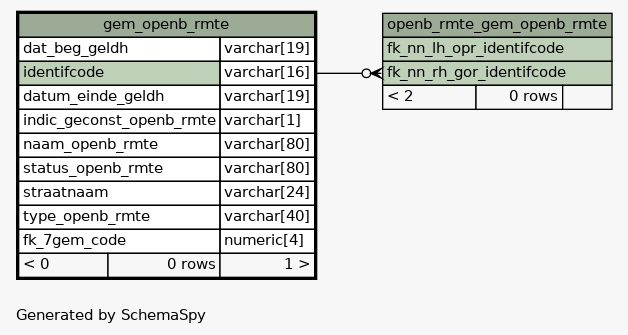 gem_openb_rmte
dat_beg_geldh varchar[19]
identifcode varchar[16]
datum_einde_geldh varchar[19]
indic_geconst_openb_rmte varchar[1]
naam_openb_rmte varchar[80]
status_openb_rmte varchar[80]
straatnaam varchar[24]
type_openb_rmte varchar[40]
fk_7gem_code numeric[4]
< 0 0 rows 1 >
openb_rmte_gem_openb_rmte
fk_nn_lh_opr_identifcode
fk_nn_rh_gor_identifcode
< 2 0 rows
Generated by SchemaSpy